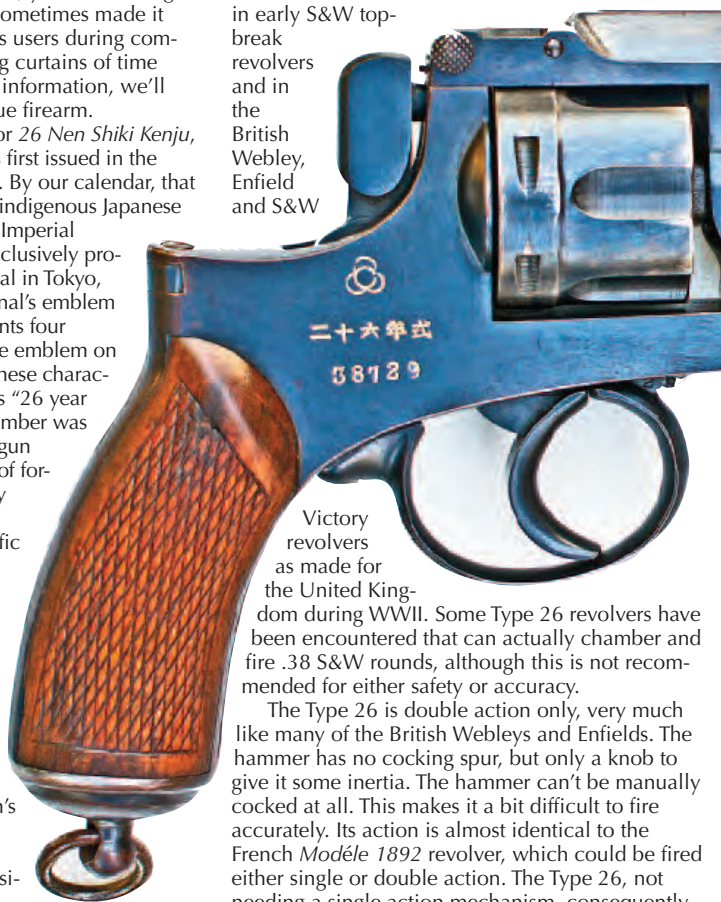 ometimes made it
s users during com-
g curtains of time
information, we'll
ue firearm.
or 26 Nen Shiki Kenju,
first issued in the
. By our calendar, that
indigenous Japanese
Imperial
clusively pro-
al in Tokyo,
nal's emblem
nts four
e emblem on
nese charac-
s “26 year
mber was
gun
of for-
y
fic
n's
si-
in early S&W top-
break
revolvers
and in
the
British
Webley,
Enfield
and S&W
二十六年式
58729
Victory
revolvers
as made for
the United King-
dom during WWII. Some Type 26 revolvers have
been encountered that can actually chamber and
fire .38 S&W rounds, although this is not recom-
mended for either safety or accuracy.
The Type 26 is double action only, very much
like many of the British Webleys and Enfields. The
hammer has no cocking spur, but only a knob to
give it some inertia. The hammer can't be manually
cocked at all. This makes it a bit difficult to fire
accurately. Its action is almost identical to the
French Modéle 1892 revolver, which could be fired
either single or double action. The Type 26, not
needing a single action mechanism, consequently